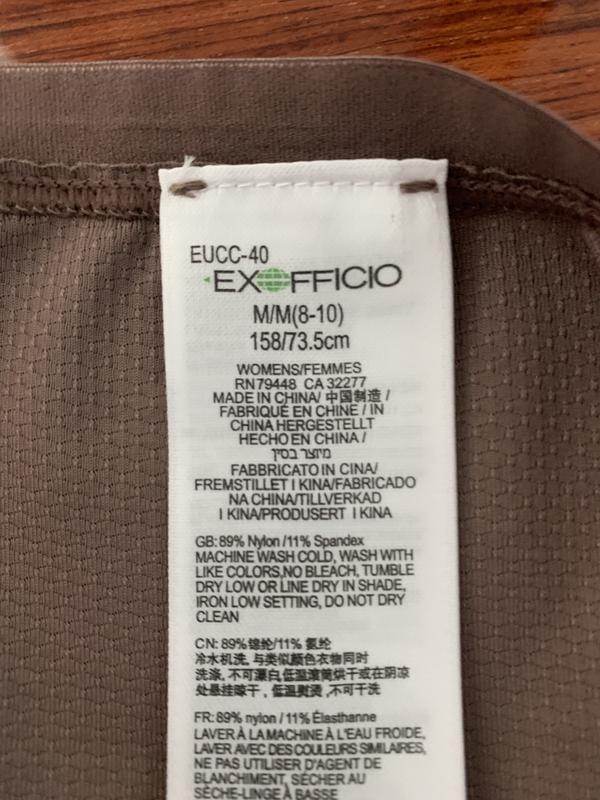 EUCC-40
EXOFFICIO
M/M(8-10)
158/73.5cm
WOMENS/FEMMES
RN79448 CA 32277
MADE IN CHINA/ 中国制造 /
FABRIQUÉ EN CHINE / IN
CHINA HERGESTELLT
HECHO EN CHINA /
מיוצר בסין
FABBRICATO IN CINA/
FREMSTILLET I KINA/FABRICADO
NA CHINA/TILLVERKAD
I KINA/PRODUSERT I KINA
GB: 89% Nylon /11% Spandex
MACHINE WASH COLD, WASH WITH
LIKE COLORS,NO BLEACH, TUMBLE
DRY LOW OR LINE DRY IN SHADE,
IRON LOW SETTING, DO NOT DRY
CLEAN
CN: 89%锦纶/11% 氨纶
冷水机洗, 与类似颜色衣物同时
洗涤, 不可漂白,低温滚筒烘干或在阴凉
处悬挂晾干 , 低温熨烫 ,不可干洗
FR: 89% nylon / 11% Élasthanne
LAVER À LA MACHINE À L'EAU FROIDE,
LAVER AVEC DES COULEURS SIMILAIRES,
NE PAS UTILISER D'AGENT DE
BLANCHIMENT, SÉCHER AU
SÈCHE-LINGE À BASSE